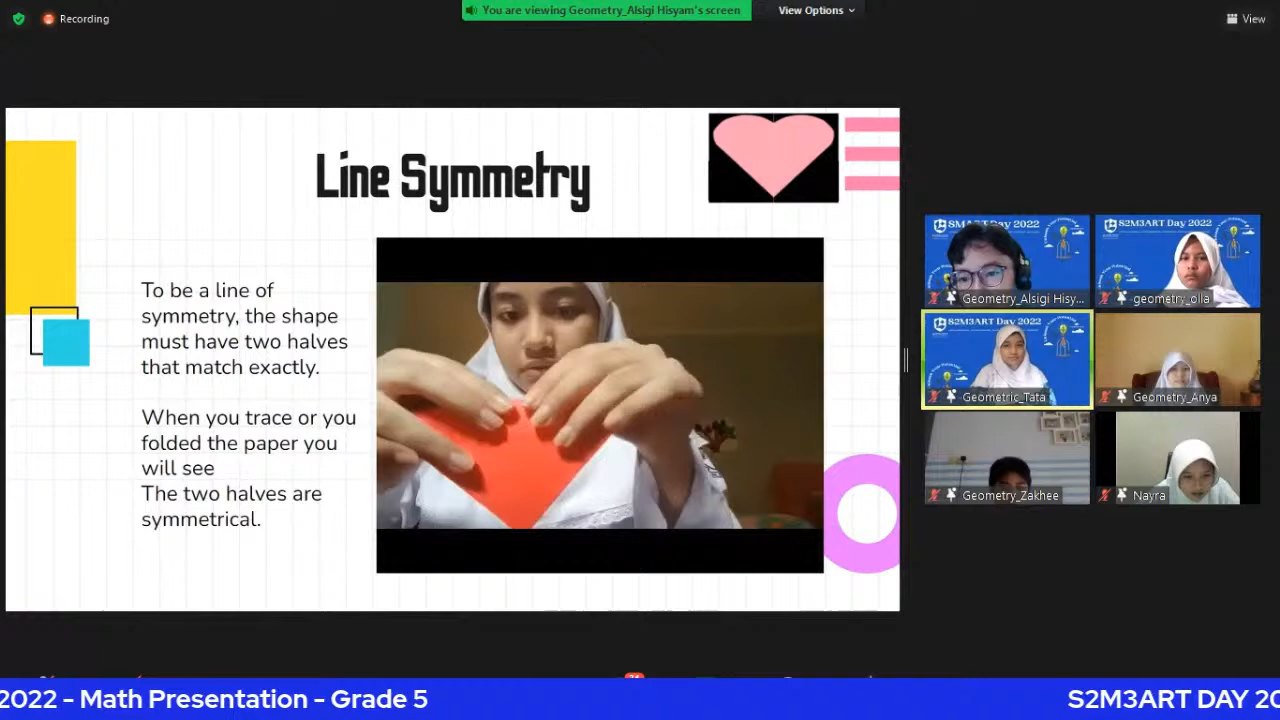 Recording
You are viewing Geometry_Alsigi Hisyam's screen
View Options
View
Line Symmetry
To be a line of
symmetry, the shape
must have two halves
that match exactly.
When you trace or you
folded the paper you
will see
The two halves are
symmetrical.
SMART Day 2022
Geometry_Alsigi Hisy...
S2M3ART Day 2022
geometry_olla
S2M3ART Day 2022
Geometric_Tata
Geometry_Anya
Geometry_Zakhee
Nayra
2022 - Math Presentation - Grade 5
S2M3ART DAY 20